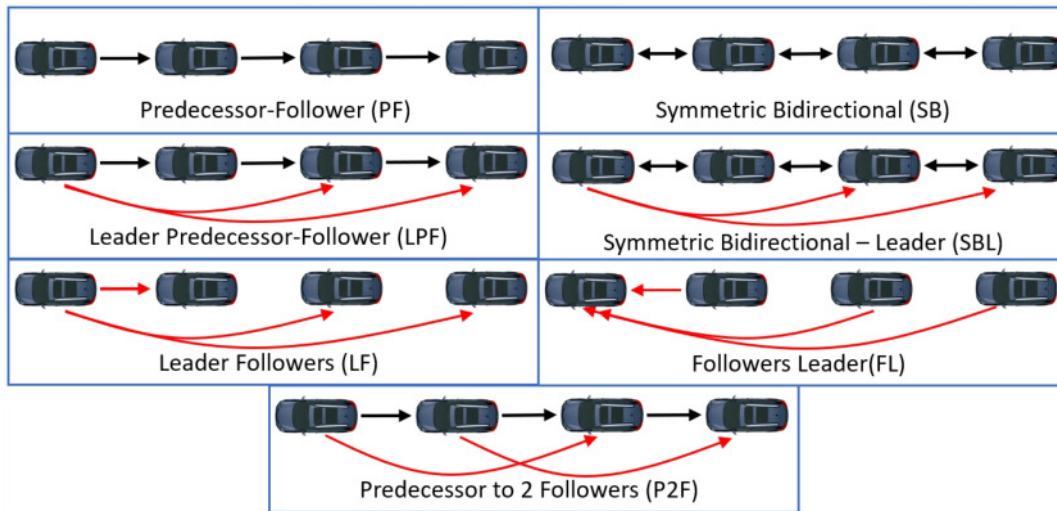 Predecessor-Follower (PF)
Symmetric Bidirectional (SB)
Leader Predecessor-Follower (LPF)
Symmetric Bidirectional – Leader (SBL)
Leader Followers (LF)
Followers Leader(FL)
Predecessor to 2 Followers (P2F)